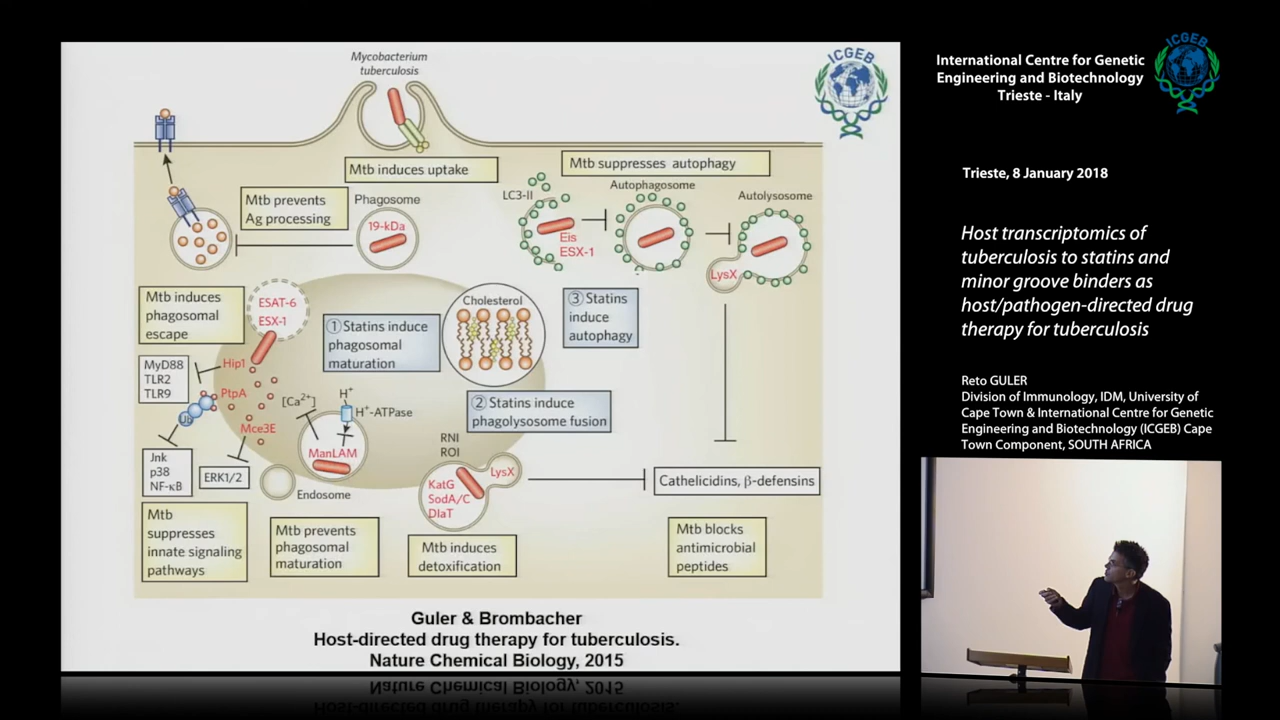 Mycobacterium
tuberculosis
ICGEB
Mtb induces uptake
Mtb suppresses autophagy
LC3-II
Autophagosome
Autolysosome
Mtb prevents
Ag processing
Phagosome
19-kDa
Eis
ESX-1
LysX
Mtb induces
phagosomal
escape
ESAT-6
ESX-1
① Statins induce
phagosomal
maturation
Cholesterol
③ Statins
induce
autophagy
MyD88
TLR2
TLR9
Hip1
PtpA
Ub
Mce3E
[Ca²⁺]
H⁺
H⁺-ATPase
② Statins induce
phagolysosome fusion
Jnk
p38
NF-κB
ERK1/2
ManLAM
Endosome
RNI
ROI
KatG
SodA/C
DlaT
LysX
Cathelicidins, β-defensins
Mtb
suppresses
innate signaling
pathways
Mtb prevents
phagosomal
maturation
Mtb induces
detoxification
Mtb blocks
antimicrobial
peptides
Guler & Brombacher
Host-directed drug therapy for tuberculosis.
Nature Chemical Biology, 2015
International Centre for Genetic
Engineering and Biotechnology
Trieste - Italy
ICGEB
Trieste, 8 January 2018
Host transcriptomics of
tuberculosis to statins and
minor groove binders as
host/pathogen-directed drug
therapy for tuberculosis
Reto GULER
Division of Immunology, IDM, University of
Cape Town & International Centre for Genetic
Engineering and Biotechnology (ICGEB) Cape
Town Component, SOUTH AFRICA